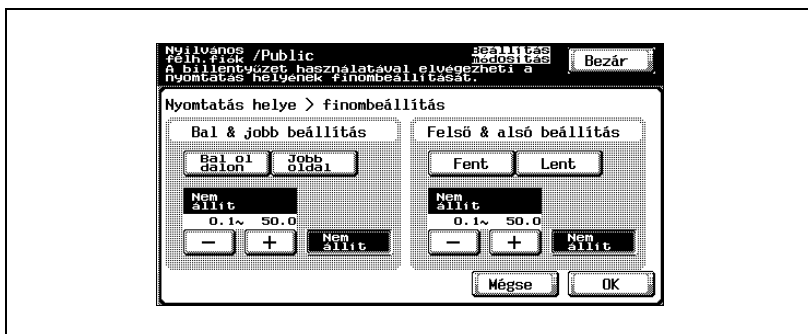 Nyilvános
félh.fiók /Public
Beállítás
módosítás
Bezár
A billentyűzet használatával elvégezheti a
nyomtatás helyének finombeállítását.
Nyomtatás helye > finombeállítás
Bal & jobb beállítás
Felső & alsó beállítás
Bal ol
dalon
Jobb
oldal
Fent
Lent
Nem
állít
0.1~ 50.0
Nem
állít
0.1~ 50.0
− + Nem
állít
− + Nem
állít
Mégse
OK